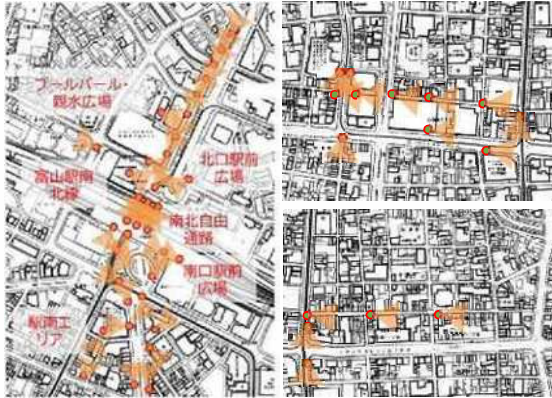 ブールバール・
親水広場
北口駅前
広場
富山駅南
北線
南北自由
通路
南口駅前
広場
駅南エ
リア